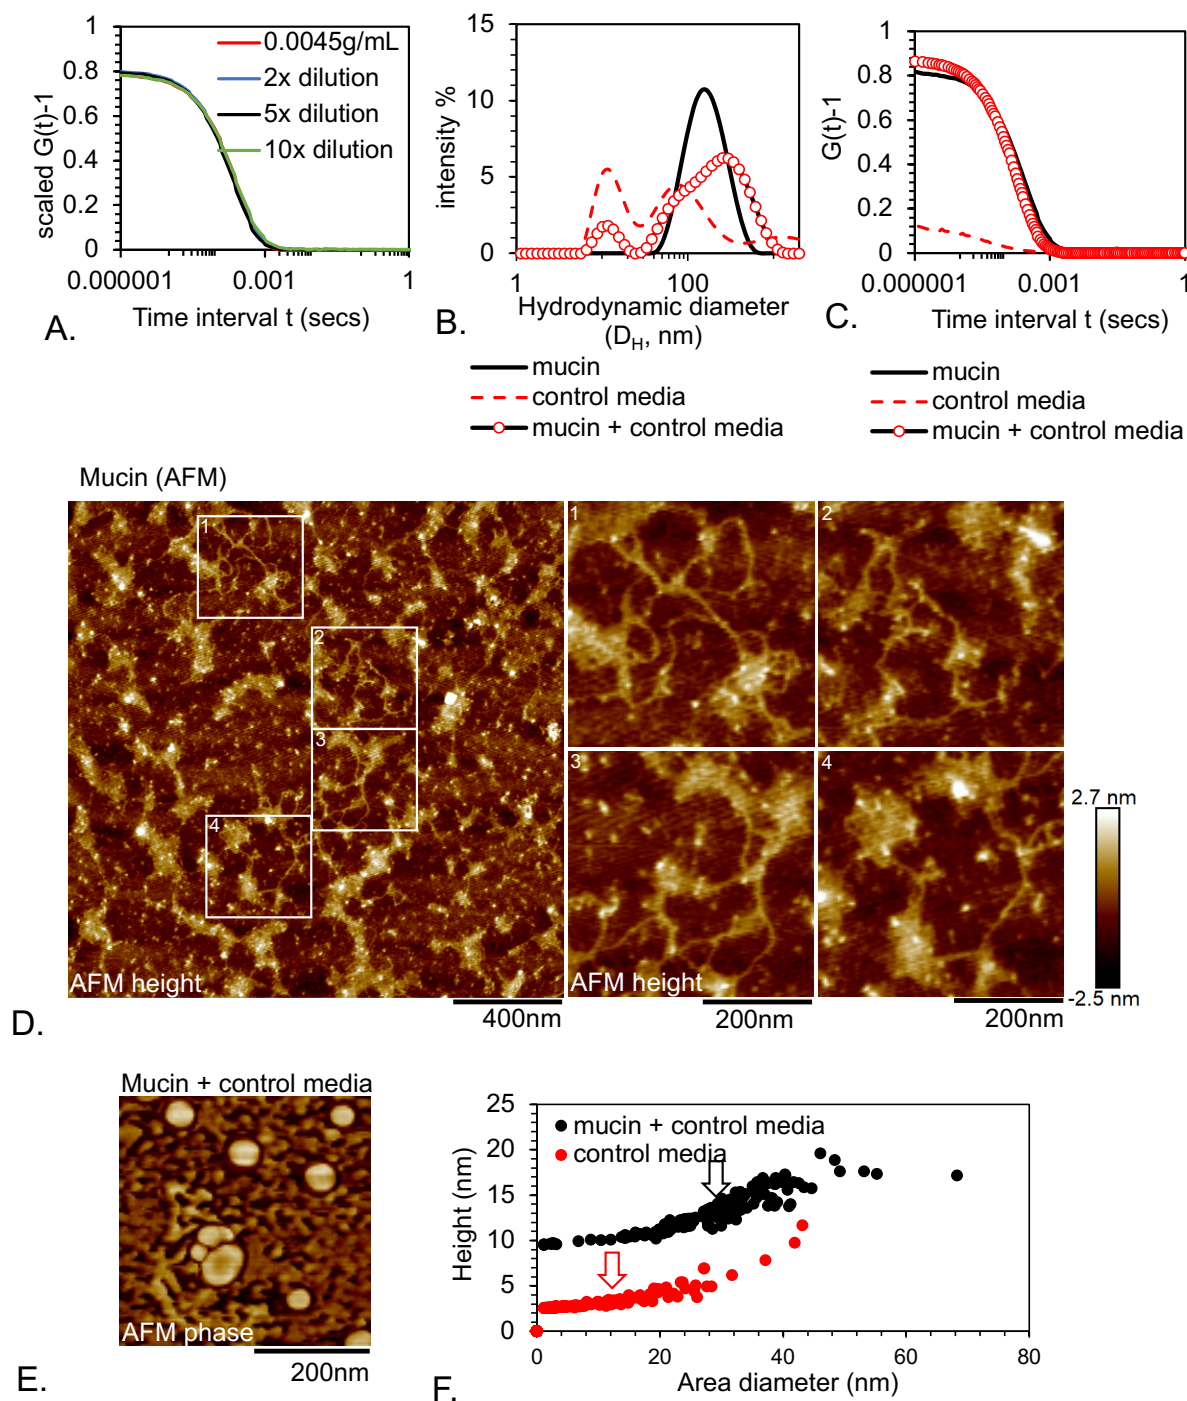 1
0.8
0.6
0.4
0.2
0
scaled G(t)-1
0.0045g/mL
2x dilution
5x dilution
10x dilution
0.000001
0.001
1
Time interval t (secs)
A.
15
10
5
0
intensity %
1
100
Hydrodynamic diameter
(D_H, nm)
B.
mucin
control media
mucin + control media
1
0.8
0.6
0.4
0.2
0
G(t)-1
0.000001
0.001
1
Time interval t (secs)
C.
mucin
control media
mucin + control media
Mucin (AFM)
1
2
3
4
AFM height
400nm
1
2
3
4
AFM height
200nm
200nm
2.7 nm
-2.5 nm
D.
Mucin + control media
AFM phase
200nm
E.
25
20
15
10
5
0
Height (nm)
mucin + control media
control media
0
20
40
60
80
Area diameter (nm)
F.